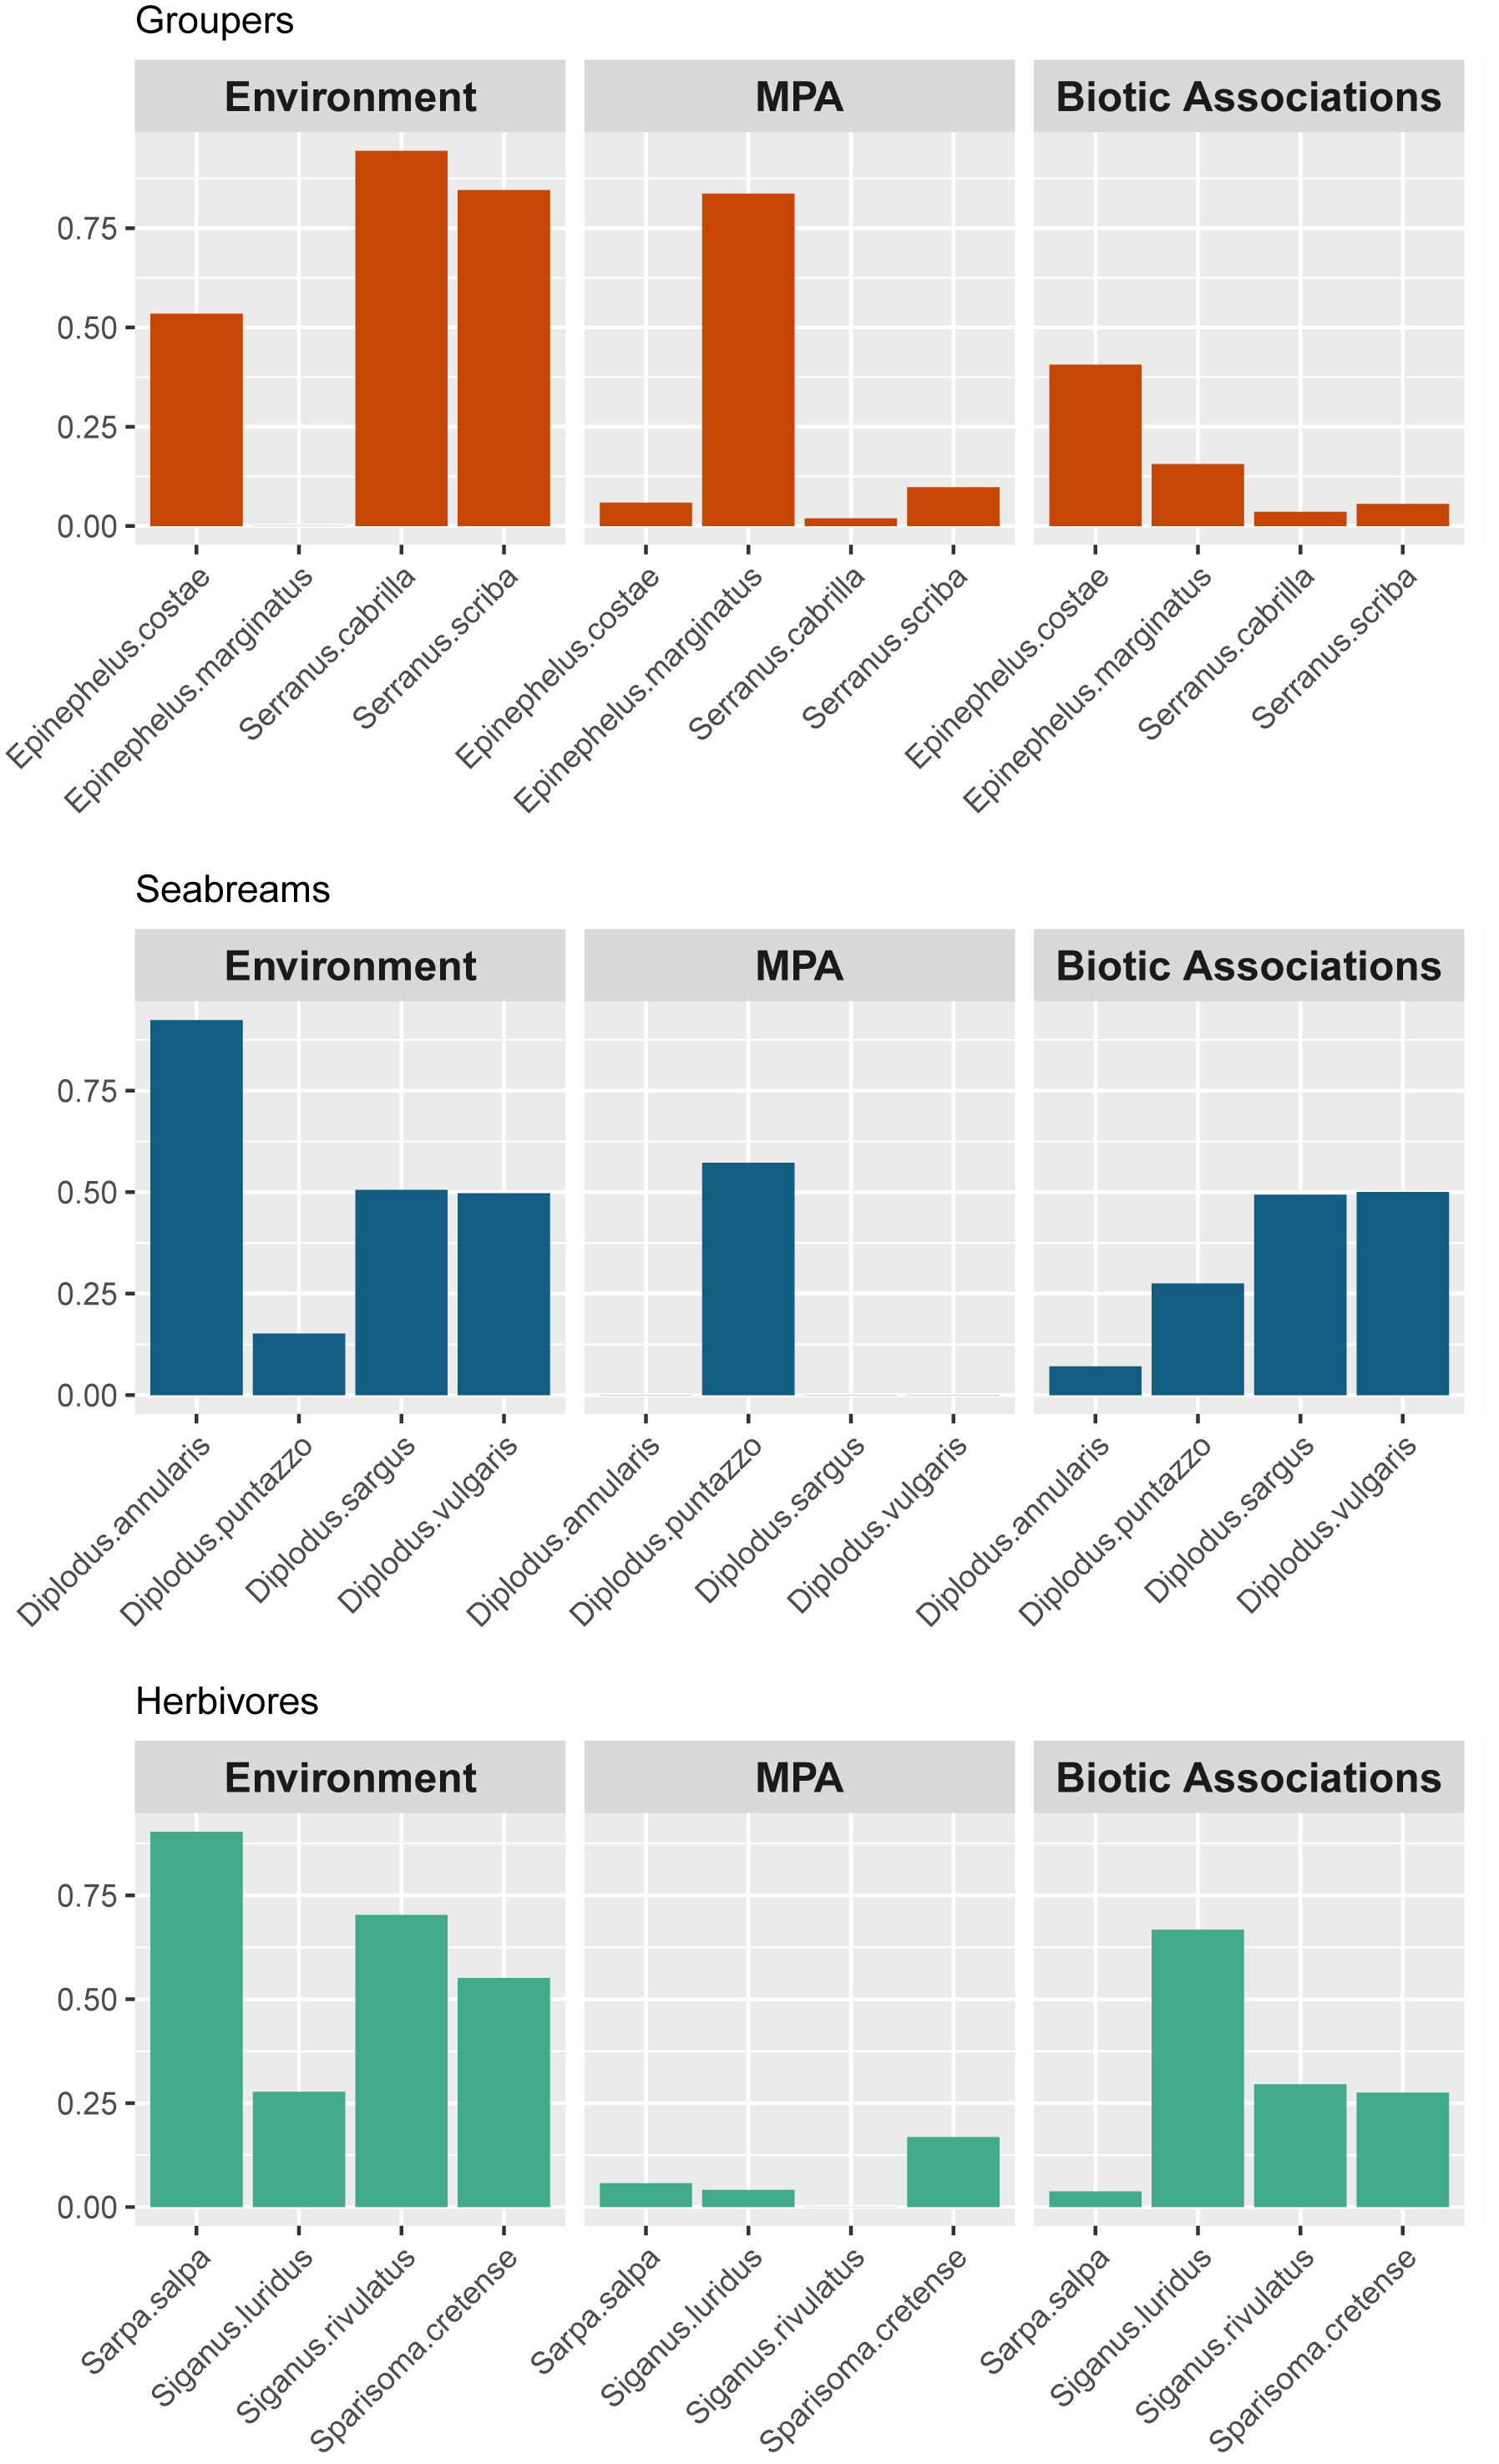 Groupers
Environment MPA Biotic Associations
0.75
0.50
0.25
0.00
Epinephelus.costae Epinephelus.marginatus Serranus.cabrilla Serranus.scriba Epinephelus.costae Epinephelus.marginatus Serranus.cabrilla Serranus.scriba Epinephelus.costae Epinephelus.marginatus Serranus.cabrilla Serranus.scriba
Seabreams
Environment MPA Biotic Associations
0.75
0.50
0.25
0.00
Diplodus.annularis Diplodus.puntazzo Diplodus.sargus Diplodus.vulgaris Diplodus.annularis Diplodus.puntazzo Diplodus.sargus Diplodus.vulgaris Diplodus.annularis Diplodus.puntazzo Diplodus.sargus Diplodus.vulgaris
Herbivores
Environment MPA Biotic Associations
0.75
0.50
0.25
0.00
Sarpa.salpa Siganus.luridus Siganus.rivulatus Sparisoma.cretense Sarpa.salpa Siganus.luridus Siganus.rivulatus Sparisoma.cretense Sarpa.salpa Siganus.luridus Siganus.rivulatus Sparisoma.cretense